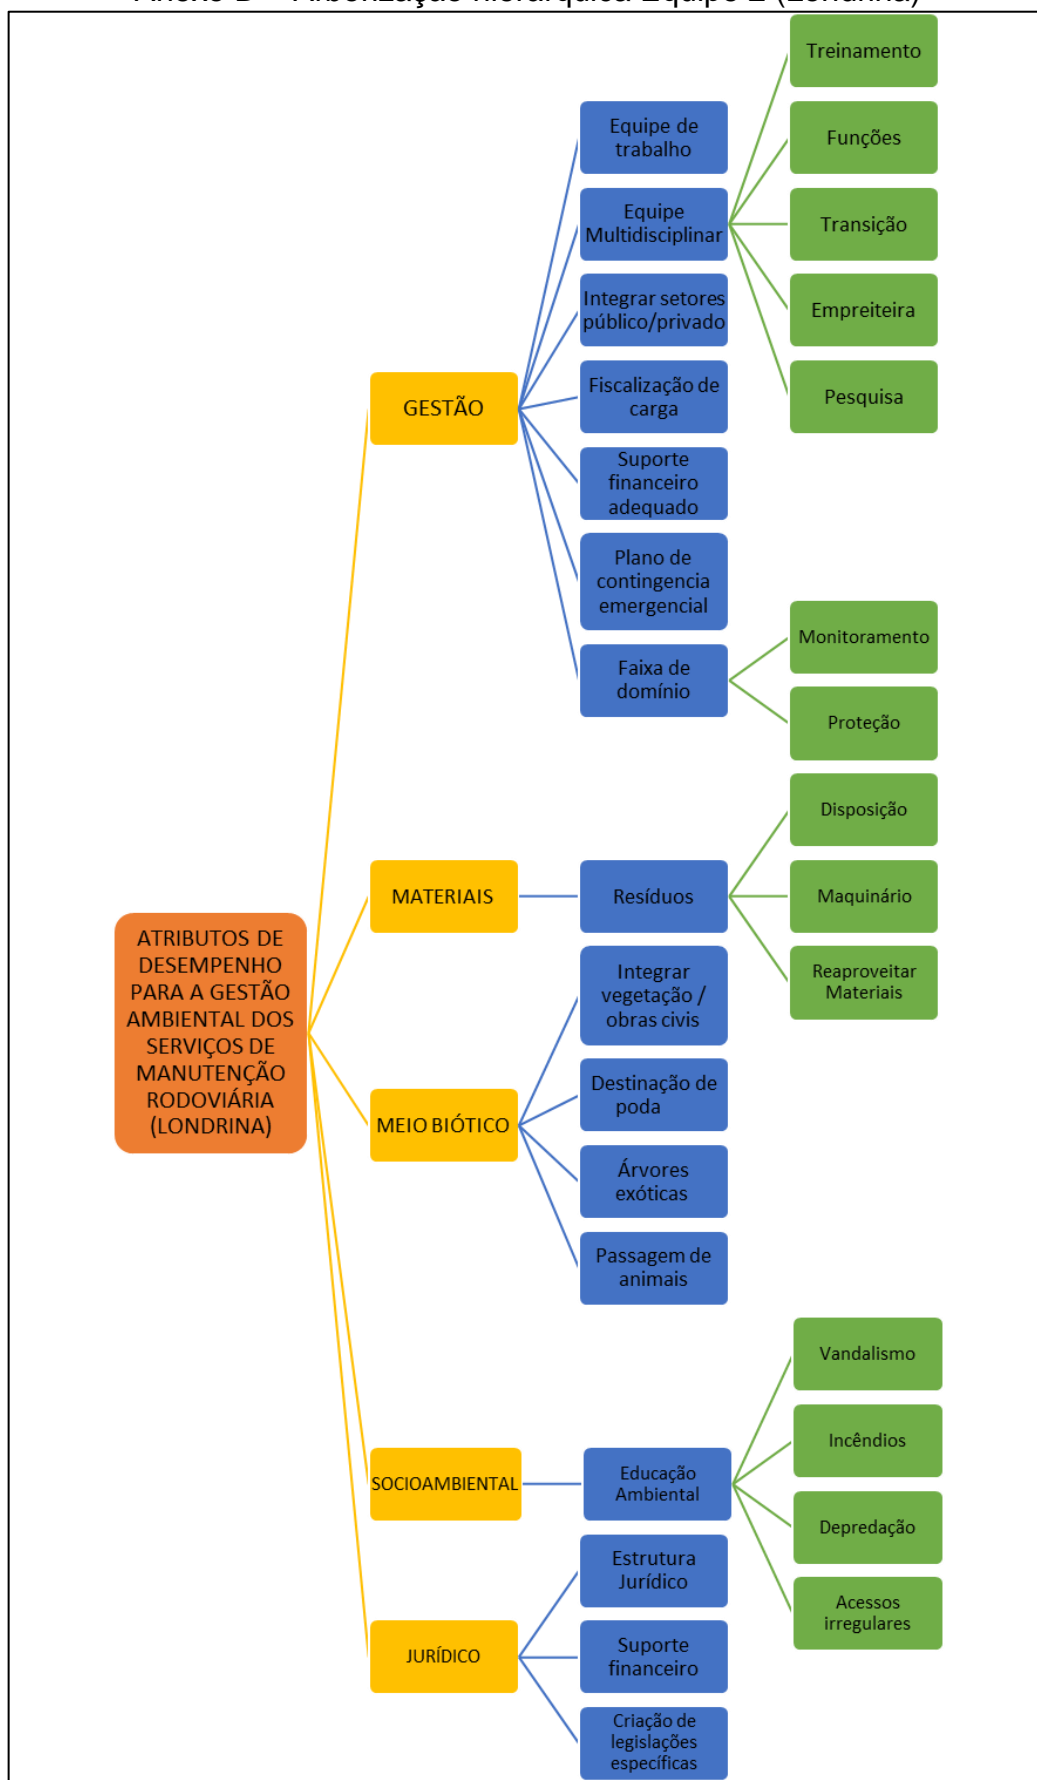 Treinamento
Equipe de
trabalho
Funções
Equipe
Multidisciplinar
Transição
Integrar setores
público/privado
Empreiteira
GESTÃO
Fiscalização de
carga
Pesquisa
Suporte
financeiro
adequado
Plano de
contingencia
emergencial
Monitoramento
Faixa de
domínio
Proteção
Disposição
MATERIAIS
Resíduos
Maquinário
Reaproveitar
Materiais
ATRIBUTOS DE
DESEMPENHO
PARA A GESTÃO
AMBIENTAL DOS
SERVIÇOS DE
MANUTENÇÃO
RODOVIÁRIA
(LONDRINA)
Integrar
vegetação /
obras civis
MEIO BIÓTICO
Destinação de
poda
Árvores
exóticas
Passagem de
animais
Vandalismo
Incêndios
SOCIOAMBIENTAL
Educação
Ambiental
Depredação
Acessos
irregulares
Estrutura
Jurídico
JURÍDICO
Suporte
financeiro
Criação de
legislações
específicas